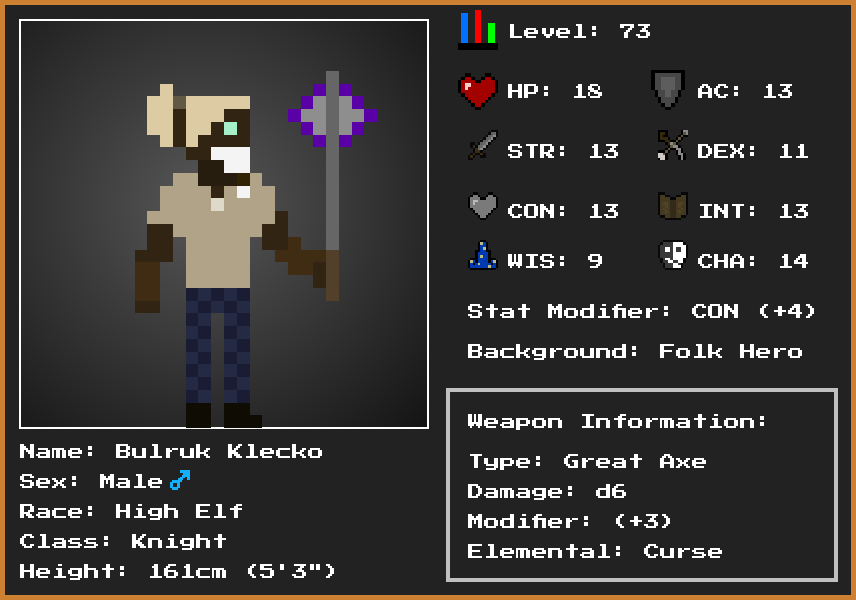 Level: 73
HP: 18 AC: 13
STR: 13 DEX: 11
CON: 13 INT: 13
WIS: 9 CHA: 14
Stat Modifier: CON (+4)
Background: Folk Hero
Weapon Information:
Type: Great Axe
Damage: d6
Modifier: (+3)
Elemental: Curse
Name: Bulruk Klecko
Sex: Male♂
Race: High Elf
Class: Knight
Height: 161cm (5'3")